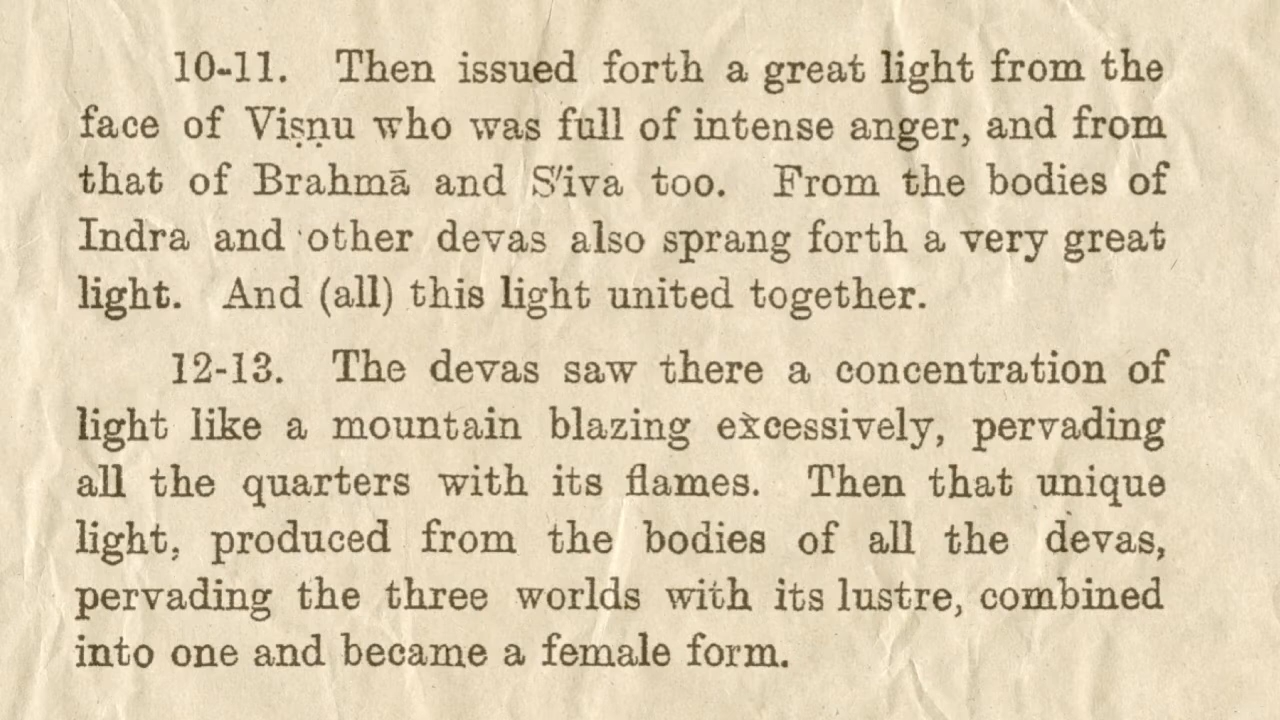 10-11. Then issued forth a great light from the
face of Viṣṇu who was full of intense anger, and from
that of Brahmā and S'iva too. From the bodies of
Indra and other devas also sprang forth a very great
light. And (all) this light united together.
12-13. The devas saw there a concentration of
light like a mountain blazing excessively, pervading
all the quarters with its flames. Then that unique
light, produced from the bodies of all the devas,
pervading the three worlds with its lustre, combined
into one and became a female form.